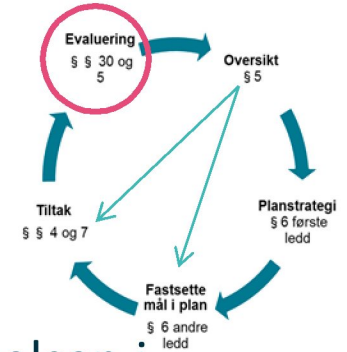 Evaluering
§ § 30 og
5
Oversikt
§ 5
Planstrategi
§ 6 første
ledd
Fastsette
mål i plan
§ 6 andre
ledd
Tiltak
§ § 4 og 7